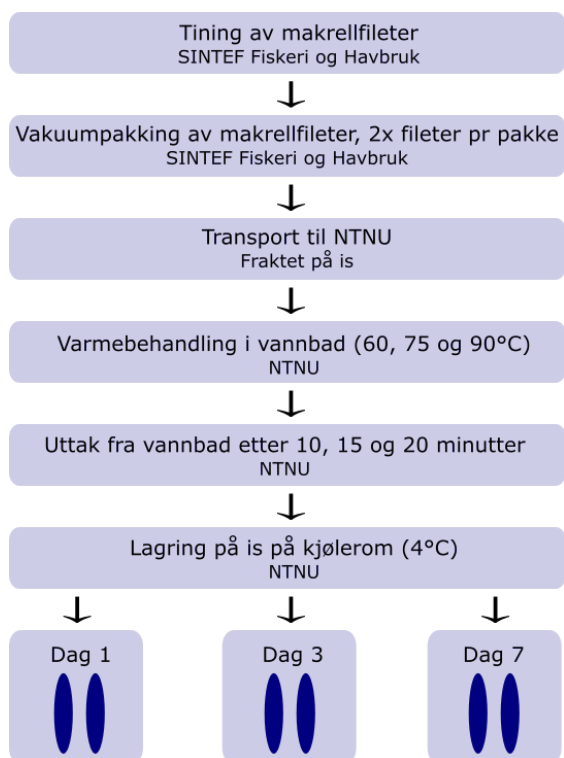 Tining av makrellfileter
SINTEF Fiskeri og Havbruk
Vakuumpakking av makrellfileter, 2x fileter pr pakke
SINTEF Fiskeri og Havbruk
Transport til NTNU
Fraktet på is
Varmebehandling i vannbad (60, 75 og 90°C)
NTNU
Uttak fra vannbad etter 10, 15 og 20 minutter
NTNU
Lagring på is på kjølerom (4°C)
NTNU
Dag 1
Dag 3
Dag 7